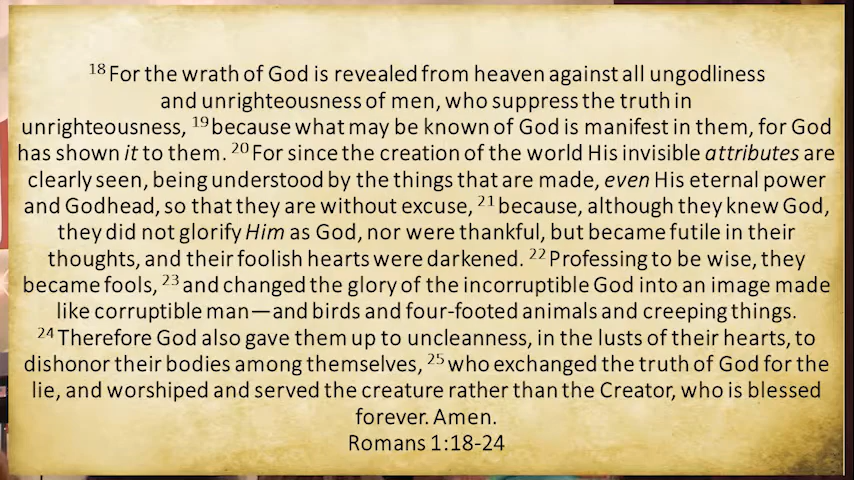 18 For the wrath of God is revealed from heaven against all ungodliness
and unrighteousness of men, who suppress the truth in
unrighteousness, 19 because what may be known of God is manifest in them, for God
has shown it to them. 20 For since the creation of the world His invisible attributes are
clearly seen, being understood by the things that are made, even His eternal power
and Godhead, so that they are without excuse, 21 because, although they knew God,
they did not glorify Him as God, nor were thankful, but became futile in their
thoughts, and their foolish hearts were darkened. 22 Professing to be wise, they
became fools, 23 and changed the glory of the incorruptible God into an image made
like corruptible man—and birds and four-footed animals and creeping things.
24 Therefore God also gave them up to uncleanness, in the lusts of their hearts, to
dishonor their bodies among themselves, 25 who exchanged the truth of God for the
lie, and worshiped and served the creature rather than the Creator, who is blessed
forever. Amen.
Romans 1:18-24